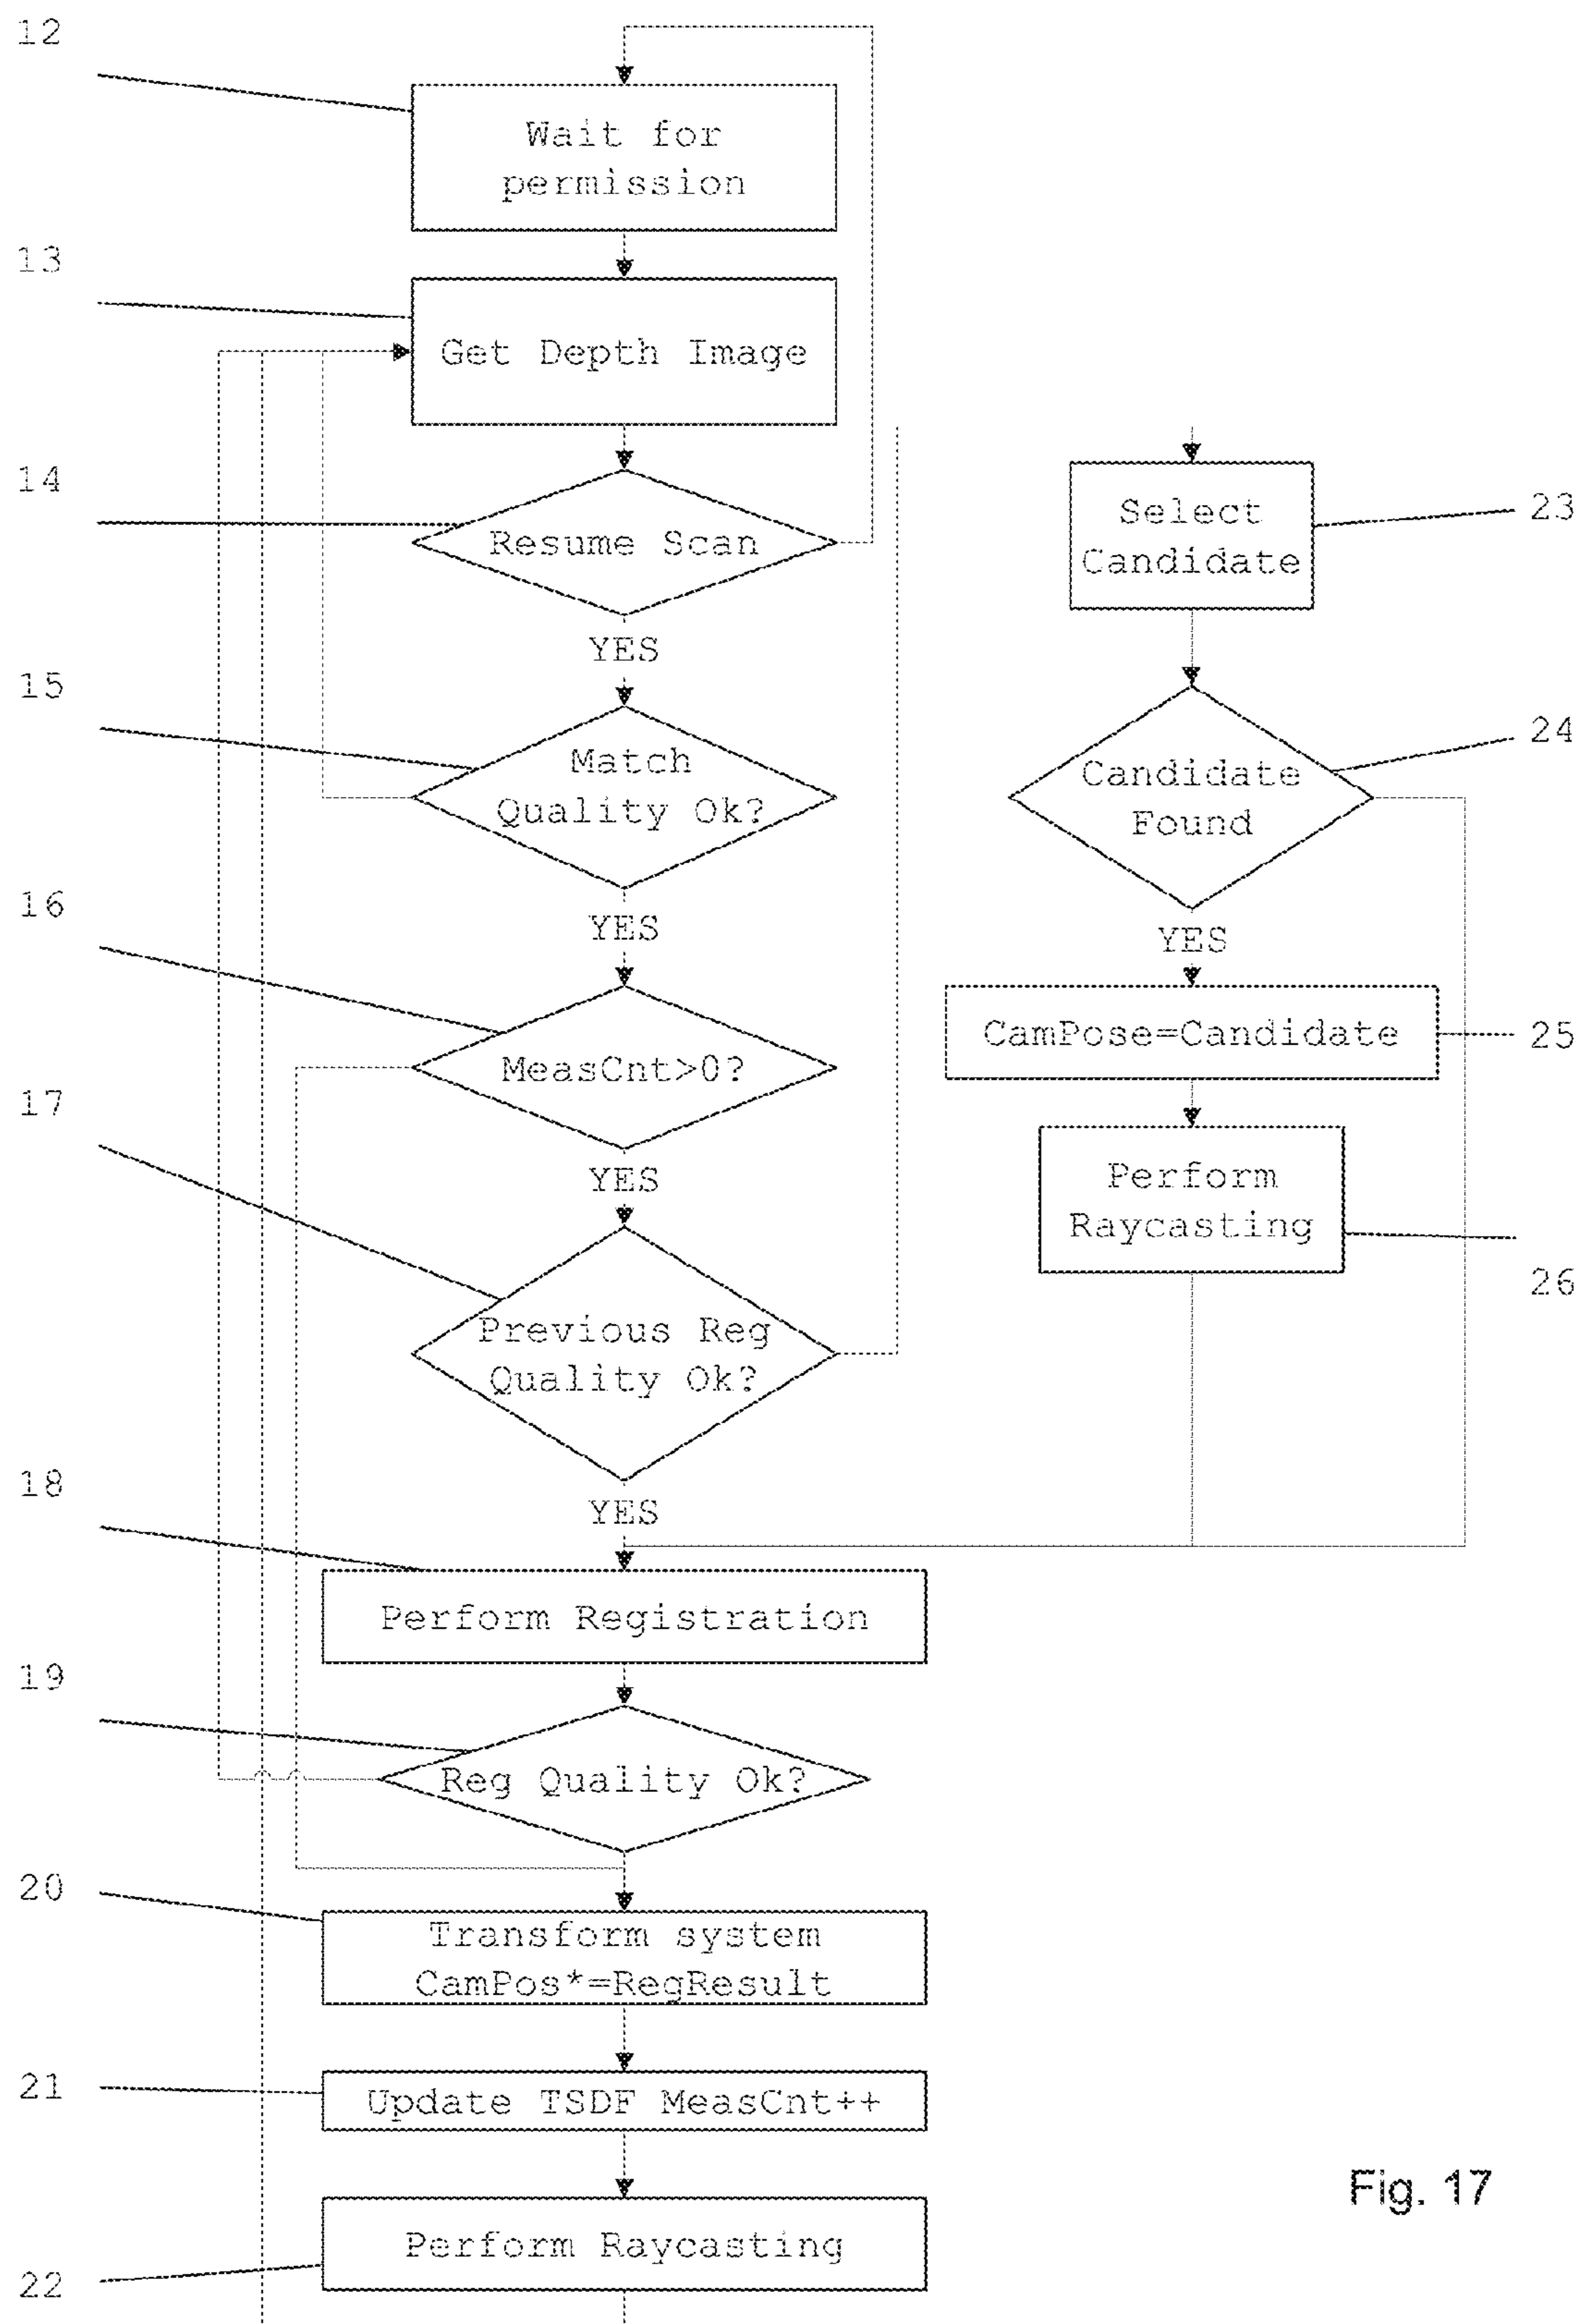 12
Wait for
permission
13
Get Depth Image
14
Resume Scan
YES
15
Match
Quality Ok?
YES
16
MeasCnt>0?
YES
17
Previous Reg
Quality Ok?
YES
18
Perform Registration
19
Reg Quality Ok?
20
Transform system
CamPos*=RegResult
21
Update TSDF MeasCnt++
Perform Raycasting
22
Select
Candidate
23
Candidate
Found
24
YES
CamPose=Candidate
25
Perform
Raycasting
26
Fig. 17